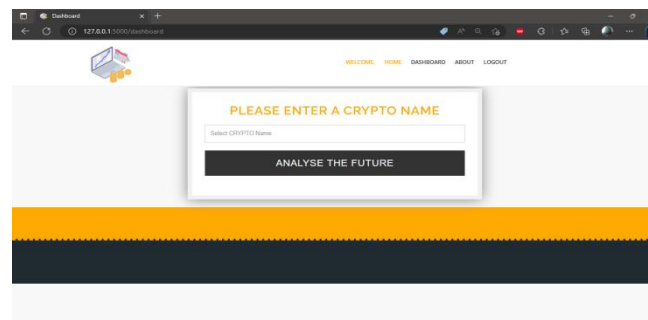 Dashboard
127.0.0.1:5000/dashboard
WELCOME, HOME DASHBOARD ABOUT LOGOUT
PLEASE ENTER A CRYPTO NAME
Select CRYPTO Name
ANALYSE THE FUTURE